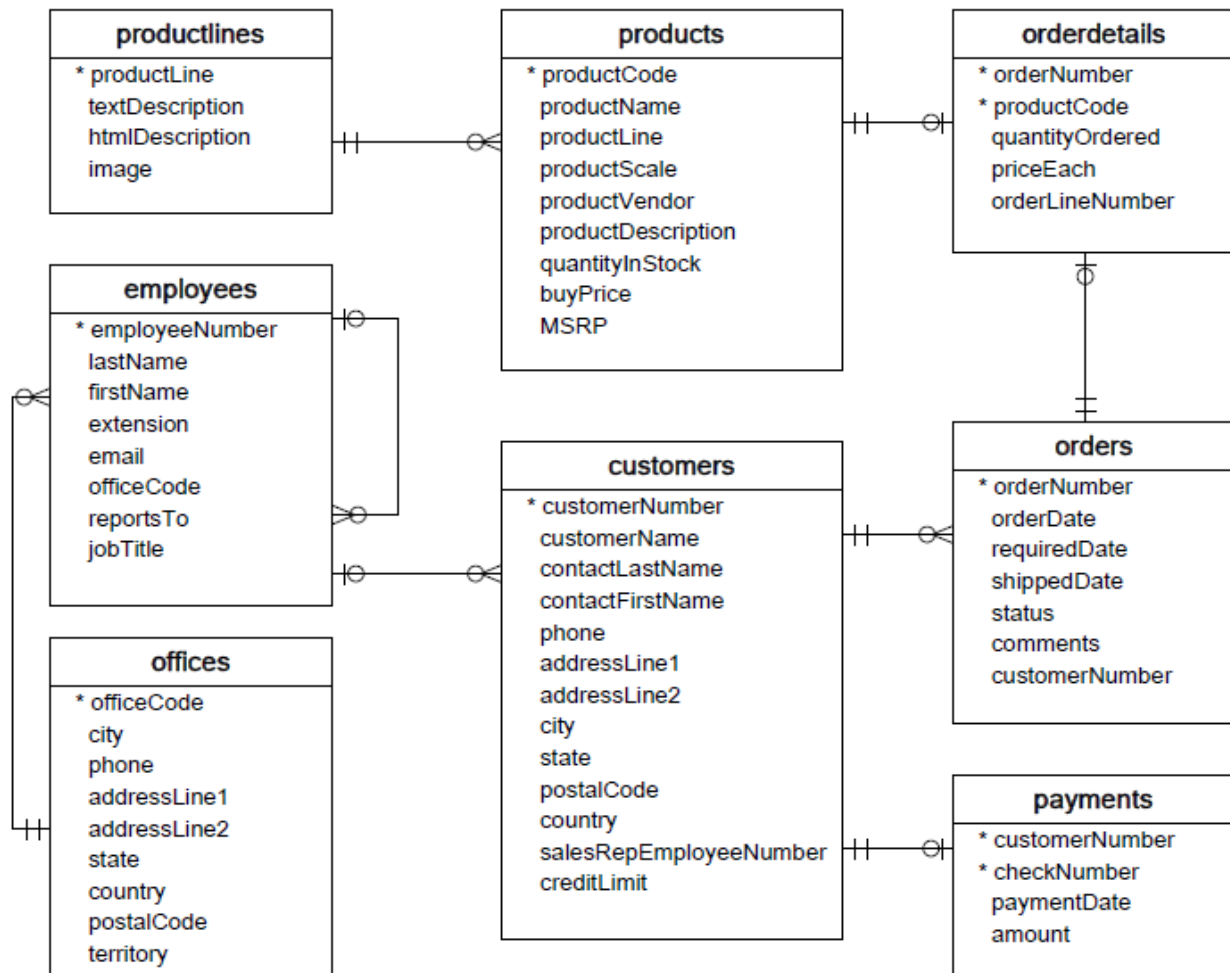 productlines
* productLine
textDescription
htmlDescription
image
products
* productCode
productName
productLine
productScale
productVendor
productDescription
quantityInStock
buyPrice
MSRP
orderdetails
* orderNumber
* productCode
quantityOrdered
priceEach
orderLineNumber
employees
* employeeNumber
lastName
firstName
extension
email
officeCode
reportsTo
jobTitle
customers
* customerNumber
customerName
contactLastName
contactFirstName
phone
addressLine1
addressLine2
city
state
postalCode
country
salesRepEmployeeNumber
creditLimit
orders
* orderNumber
orderDate
requiredDate
shippedDate
status
comments
customerNumber
offices
* officeCode
city
phone
addressLine1
addressLine2
state
country
postalCode
territory
payments
* customerNumber
* checkNumber
paymentDate
amount